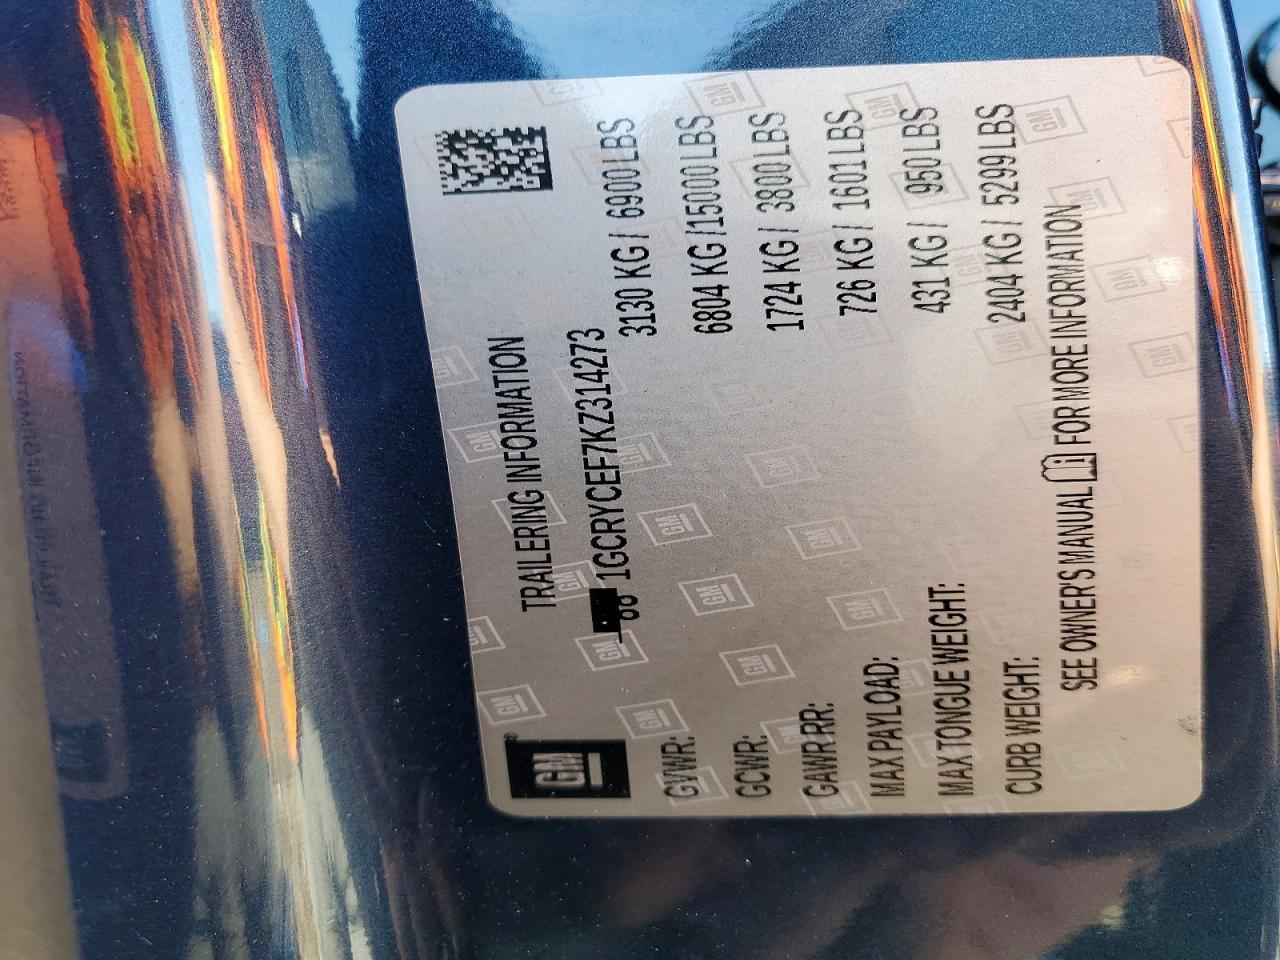 GM®
TRAILERING INFORMATION
1GCRYCEF7KZ314273
GVWR: 3130 KG / 6900 LBS
GCWR: 6804 KG /15000 LBS
GAWR RR: 1724 KG / 3800 LBS
MAX PAYLOAD: 726 KG / 1601 LBS
MAX TONGUE WEIGHT: 431 KG / 950 LBS
CURB WEIGHT: 2404 KG / 5299 LBS
SEE OWNER'S MANUAL FOR MORE INFORMATION